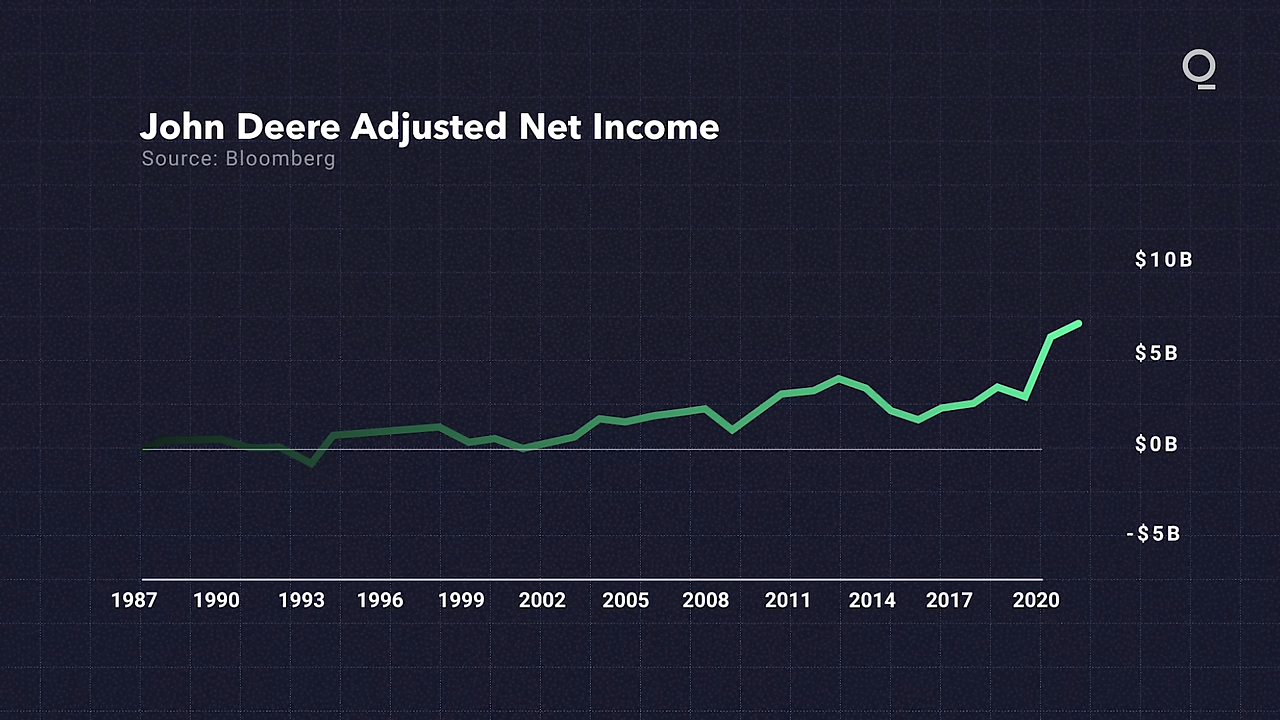 John Deere Adjusted Net Income
Source: Bloomberg
$10B
$5B
$0B
-$5B
1987 1990 1993 1996 1999 2002 2005 2008 2011 2014 2017 2020